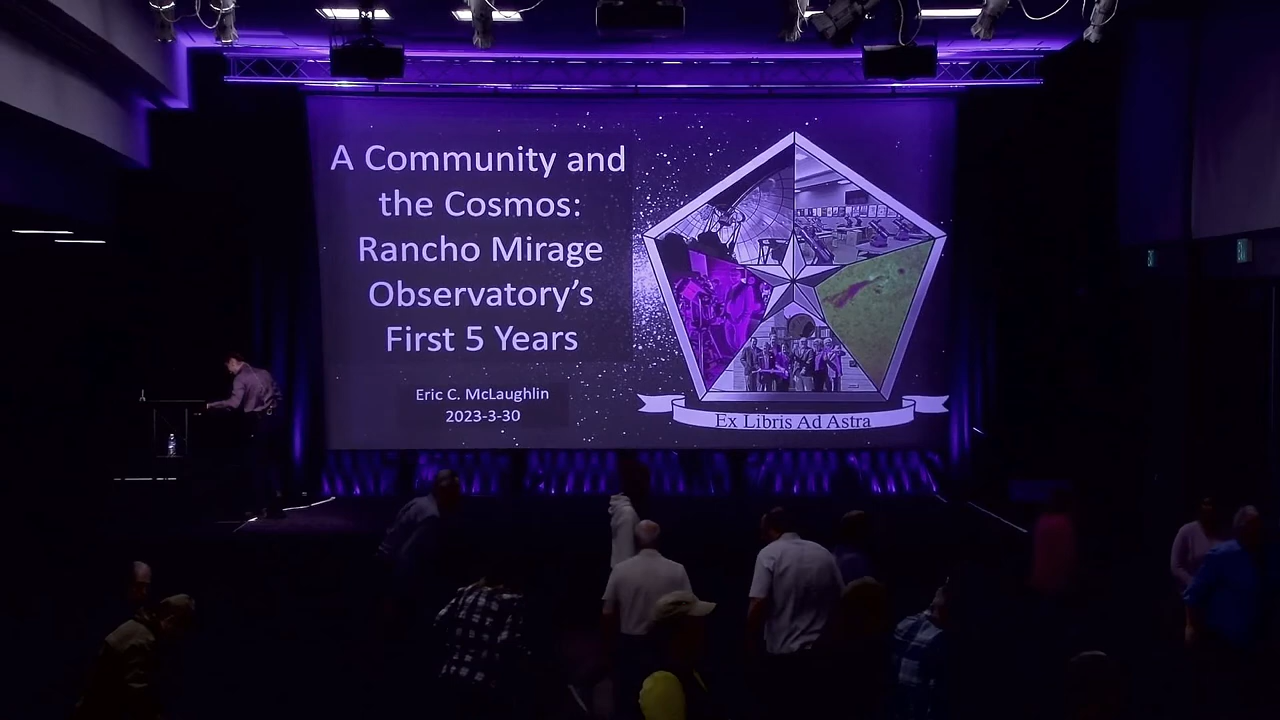 A Community and
the Cosmos:
Rancho Mirage
Observatory’s
First 5 Years
Eric C. McLaughlin
2023-3-30
Ex Libris Ad Astra